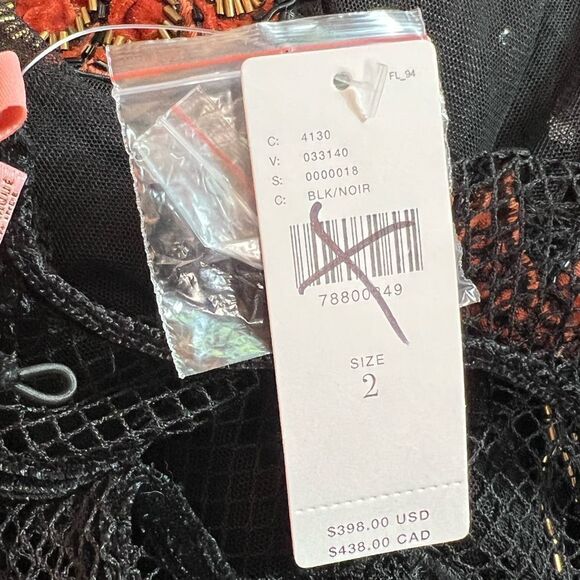 FL_94
C: 4130
V: 033140
S: 0000018
C: BLK/NOIR
SIZE
2
$398.00 USD
$438.00 CAD